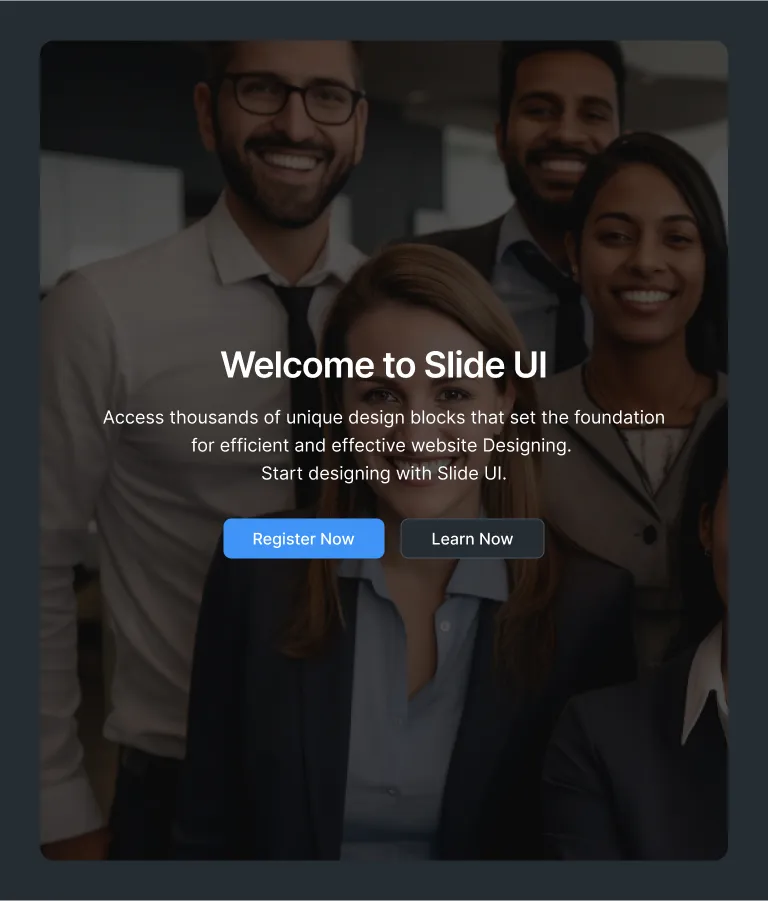 Welcome to Slide UI
Access thousands of unique design blocks that set the foundation
for efficient and effective website Designing.
Start designing with Slide UI.
Register Now
Learn Now